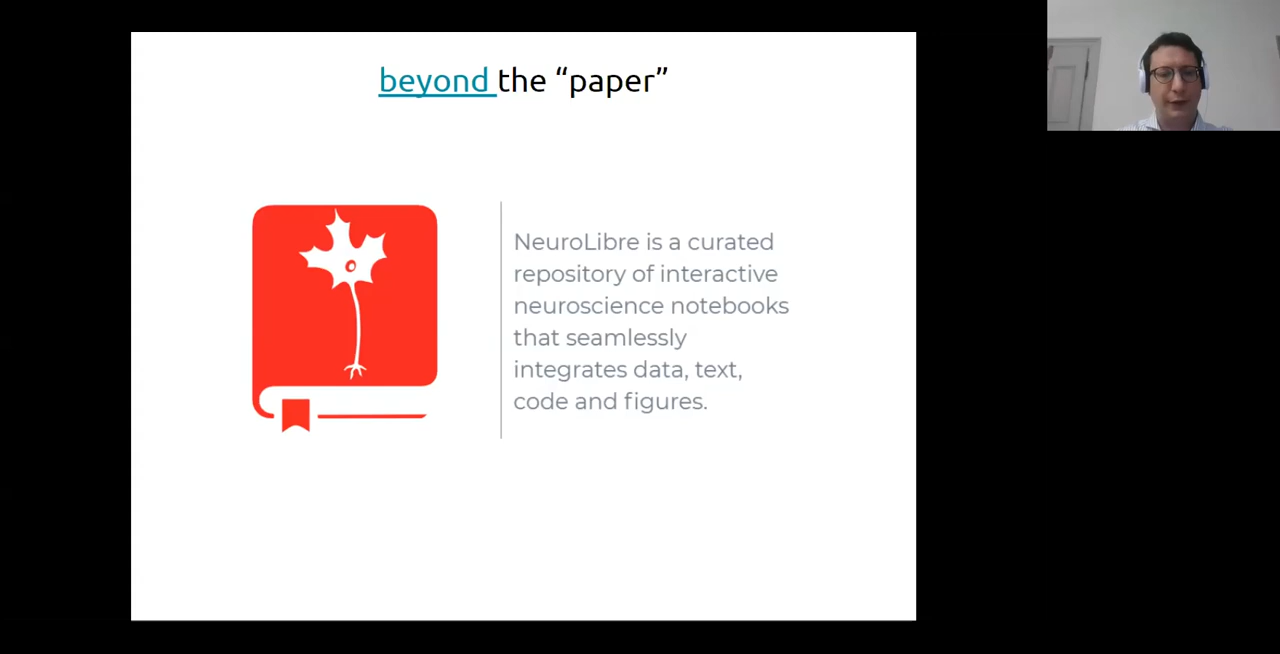 beyond the “paper”
NeuroLibre is a curated
repository of interactive
neuroscience notebooks
that seamlessly
integrates data, text,
code and figures.